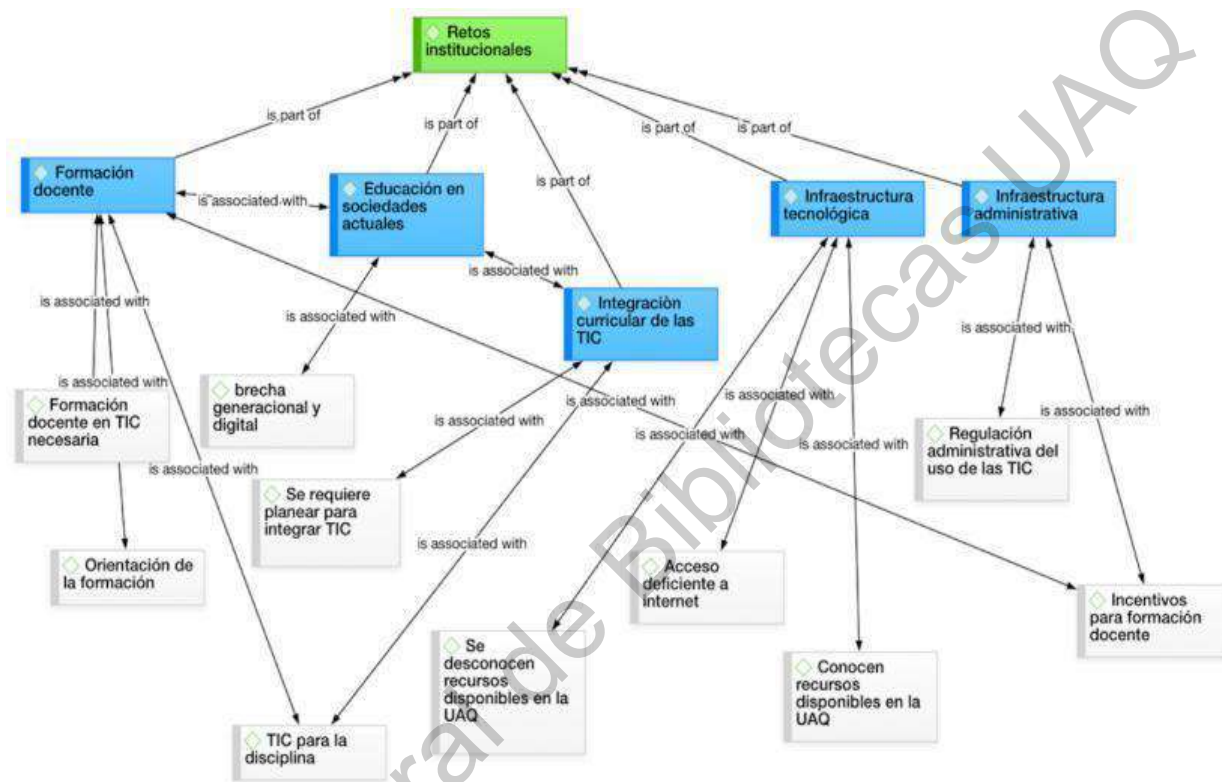 Retos
institucionales
is part of
is part of
is part of
is part of
is part of
Formación
docente
is associated with
Educación en
sociedades
actuales
Infraestructura
tecnológica
Infraestructura
administrativa
is associated with
Integraciòn
curricular de las
TIC
is associated with
is associated with
is associated with
is associated with
brecha
generacional y
digital
Formación
docente en TIC
necesaria
is associated with
is associated with
is associated with
is associated with
is associated with
is associated with
Regulación
administrativa del
uso de las TIC
is associated with
Se requiere
planear para
integrar TIC
is associated with
Orientación de
la formación
Acceso
deficiente a
internet
Incentivos
para formación
docente
Se
desconocen
recursos
disponibles en la
UAQ
Conocen
recursos
disponibles en la
UAQ
TIC para la
disciplina
ral de Bibliotecas UAQ